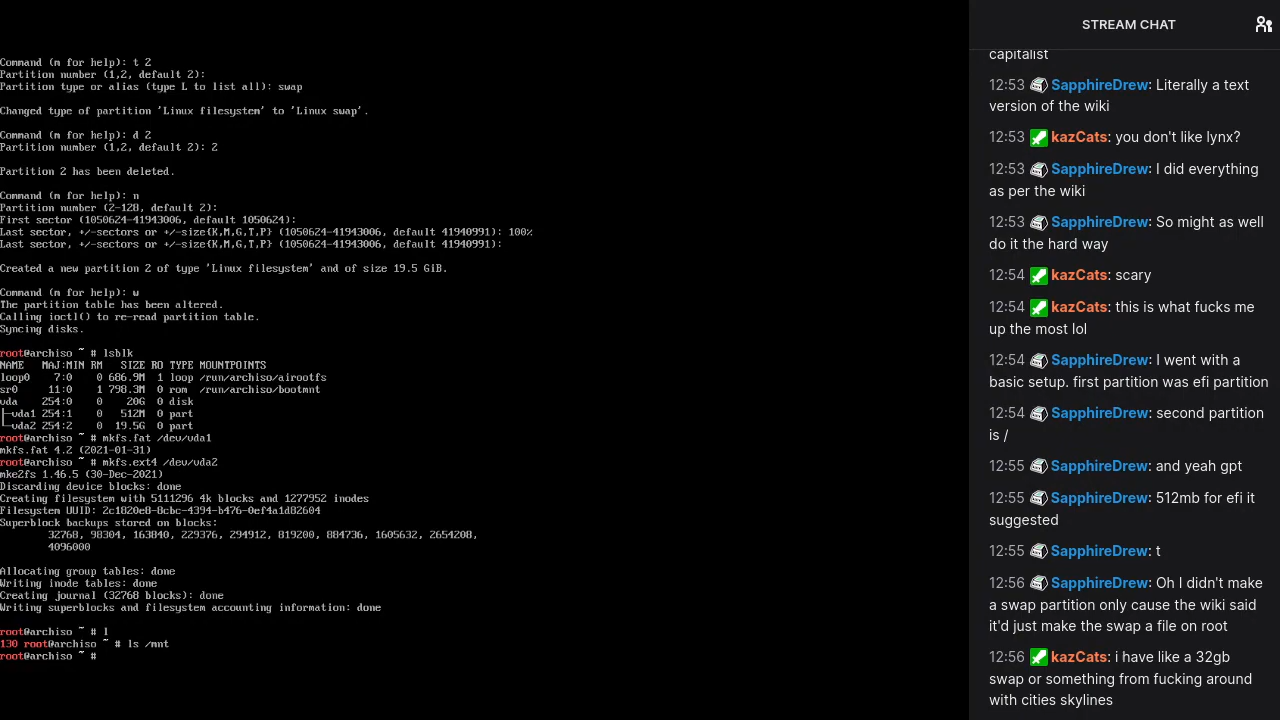 Command (m for help): t 2
Partition number (1,2, default 2):
Partition type or alias (type L to list all): swap
Changed type of partition 'Linux filesystem' to 'Linux swap'.
Command (m for help): d 2
Partition number (1,2, default 2): 2
Partition 2 has been deleted.
Command (m for help): n
Partition number (2-128, default 2):
First sector (1050624-41943006, default 1050624):
Last sector, +/-sectors or +/-size{K,M,G,T,P} (1050624-41943006, default 41940991): 100%
Last sector, +/-sectors or +/-size{K,M,G,T,P} (1050624-41943006, default 41940991):
Created a new partition 2 of type 'Linux filesystem' and of size 19.5 GiB.
Command (m for help): w
The partition table has been altered.
Calling ioctl() to re-read partition table.
Syncing disks.
root@archiso ~ # lsblk
NAME   MAJ:MIN RM   SIZE RO TYPE MOUNTPOINTS
loop0    7:0    0 686.9M  1 loop /run/archiso/airootfs
sr0     11:0    1 798.3M  0 rom  /run/archiso/bootmnt
vda    254:0    0    20G  0 disk
├─vda1 254:1    0   512M  0 part
└─vda2 254:2    0  19.5G  0 part
root@archiso ~ # mkfs.fat /dev/vda1
mkfs.fat 4.2 (2021-01-31)
root@archiso ~ # mkfs.ext4 /dev/vda2
mke2fs 1.46.5 (30-Dec-2021)
Discarding device blocks: done
Creating filesystem with 5111296 4k blocks and 1277952 inodes
Filesystem UUID: 2c1820e8-8cbc-4394-b476-0ef4a1d82604
Superblock backups stored on blocks:
32768, 98304, 163840, 229376, 294912, 819200, 884736, 1605632, 2654208,
4096000
Allocating group tables: done
Writing inode tables: done
Creating journal (32768 blocks): done
Writing superblocks and filesystem accounting information: done
root@archiso ~ # l
130 root@archiso ~ # ls /mnt
root@archiso ~ #
STREAM CHAT
capitalist
12:53 SapphireDrew: Literally a text
version of the wiki
12:53 kazCats: you don't like lynx?
12:53 SapphireDrew: I did everything
as per the wiki
12:53 SapphireDrew: So might as well
do it the hard way
12:54 kazCats: scary
12:54 kazCats: this is what fucks me
up the most lol
12:54 SapphireDrew: I went with a
basic setup. first partition was efi partition
12:54 SapphireDrew: second partition
is /
12:55 SapphireDrew: and yeah gpt
12:55 SapphireDrew: 512mb for efi it
suggested
12:55 SapphireDrew: t
12:56 SapphireDrew: Oh I didn't make
a swap partition only cause the wiki said
it'd just make the swap a file on root
12:56 kazCats: i have like a 32gb
swap or something from fucking around
with cities skylines